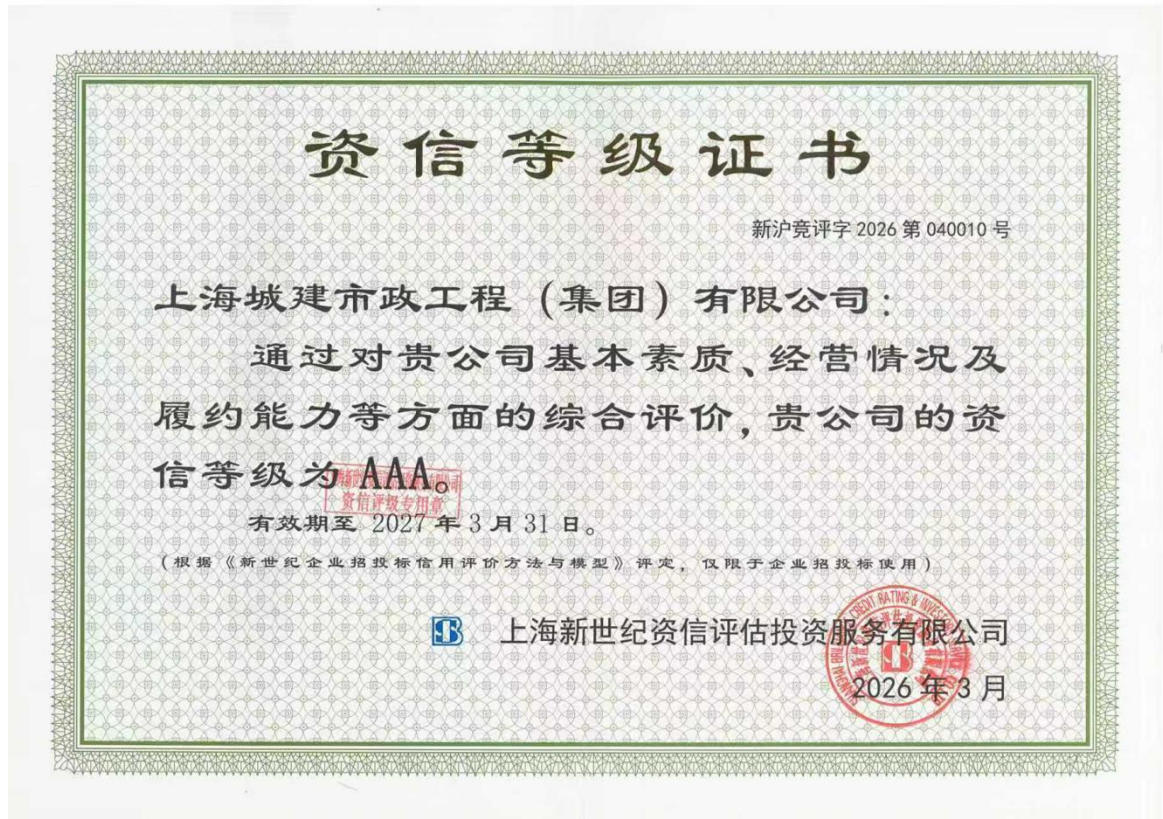 资信等级证书
新沪竞评字 2026 第 040010 号
上海城建市政工程（集团）有限公司：
通过对贵公司基本素质、经营情况及
履约能力等方面的综合评价，贵公司的资
信等级为 AAA。
资信评级专用章
有效期至 2027 年 3 月 31 日。
（根据《新世纪企业招投标信用评价方法与模型》评定，仅限于企业招投标使用）
上海新世纪资信评估投资服务有限公司
2026 年 3 月